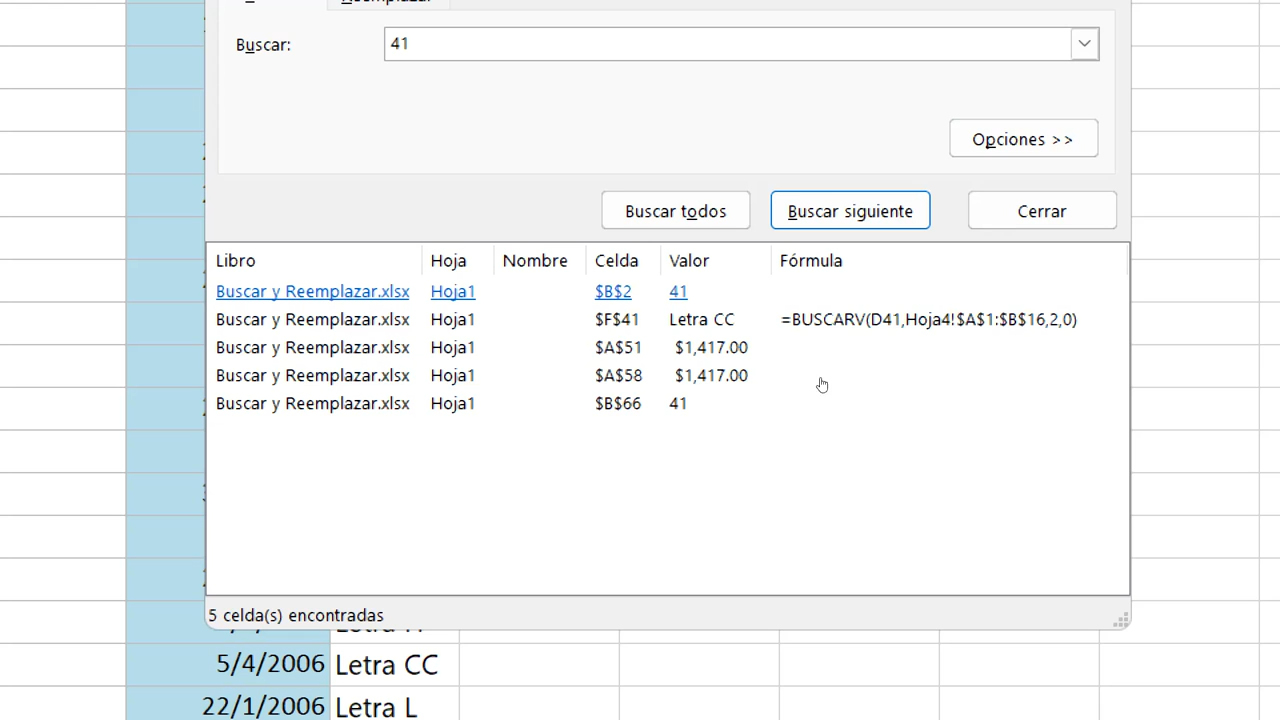 Reemplazar
Buscar: 41
Opciones >>
Buscar todos Buscar siguiente Cerrar
Libro Hoja Nombre Celda Valor Fórmula
Buscar y Reemplazar.xlsx Hoja1 $B$2 41
Buscar y Reemplazar.xlsx Hoja1 $F$41 Letra CC =BUSCARV(D41,Hoja4!$A$1:$B$16,2,0)
Buscar y Reemplazar.xlsx Hoja1 $A$51 $1,417.00
Buscar y Reemplazar.xlsx Hoja1 $A$58 $1,417.00
Buscar y Reemplazar.xlsx Hoja1 $B$66 41
5 celda(s) encontradas
5/4/2006 Letra CC
22/1/2006 Letra L